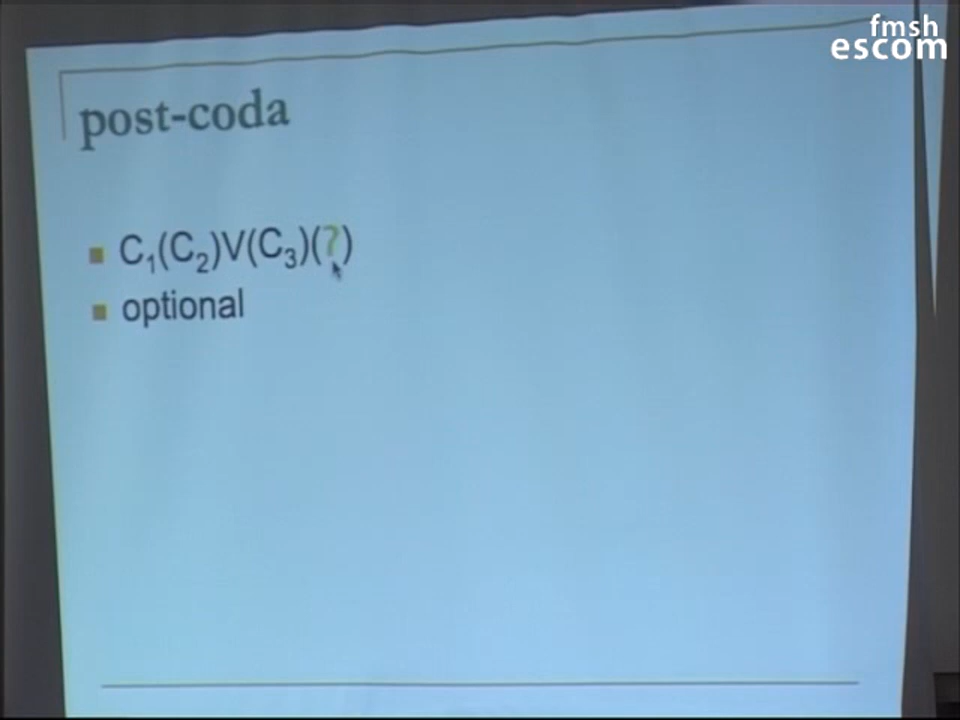 fmsh
escom
post-coda
C₁(C₂)V(C₃)(ʔ)
optional